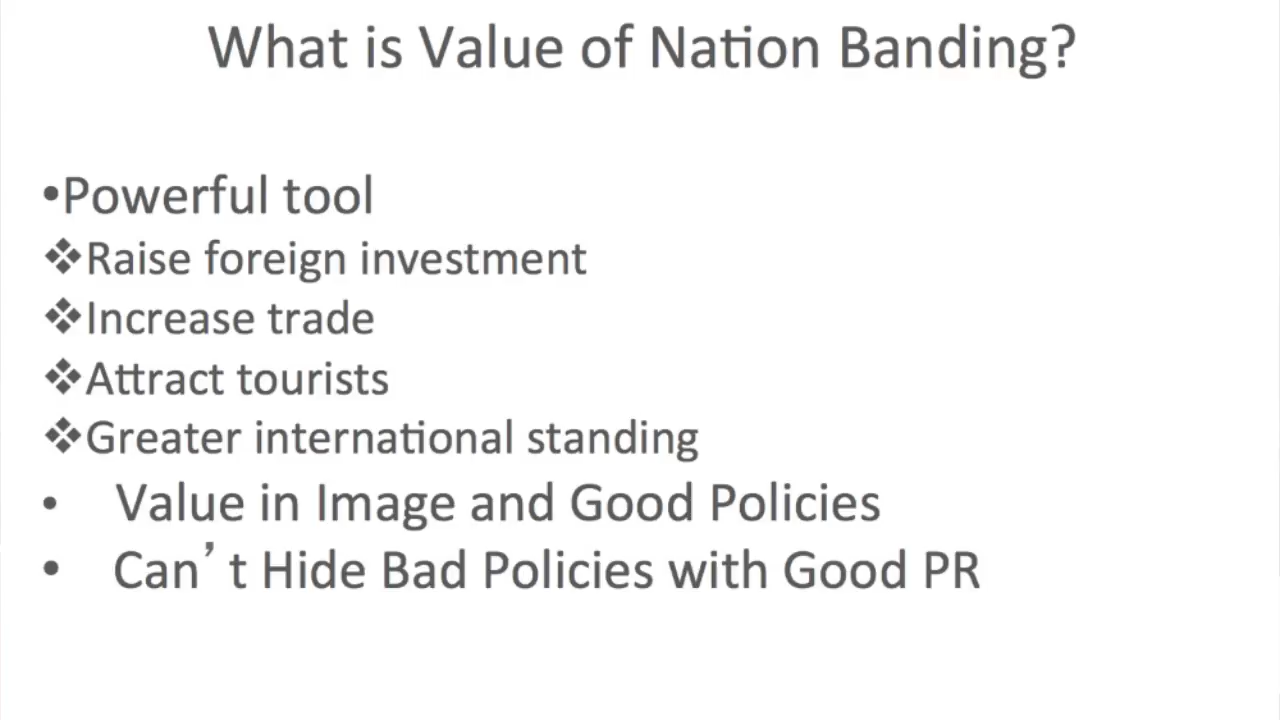 What is Value of Nation Banding?
•Powerful tool
❖Raise foreign investment
❖Increase trade
❖Attract tourists
❖Greater international standing
• Value in Image and Good Policies
• Can’t Hide Bad Policies with Good PR